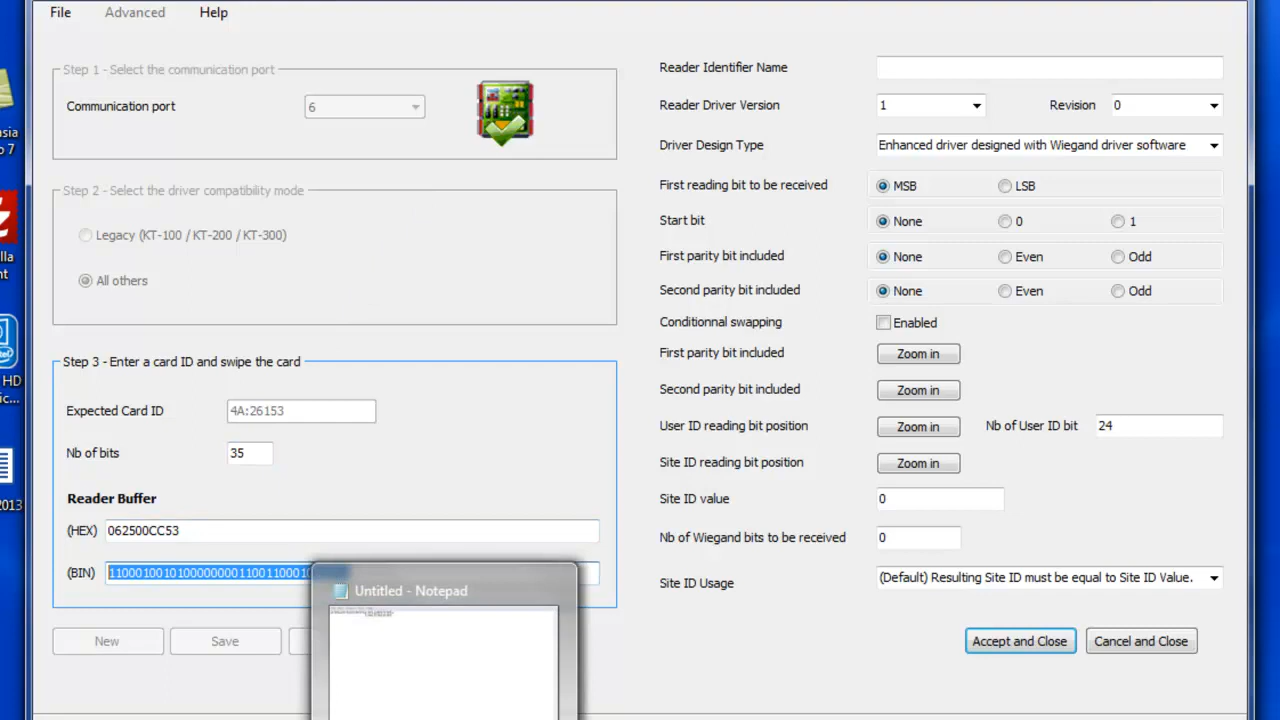 File Advanced Help
Step 1 - Select the communication port
Communication port 6
Step 2 - Select the driver compatibility mode
Legacy (KT-100 / KT-200 / KT-300)
All others
Step 3 - Enter a card ID and swipe the card
Expected Card ID 4A:26153
Nb of bits 35
Reader Buffer
(HEX) 062500CC53
(BIN)
New Save
Reader Identifier Name
Reader Driver Version 1 Revision 0
Driver Design Type Enhanced driver designed with Wiegand driver software
First reading bit to be received MSB LSB
Start bit None 0 1
First parity bit included None Even Odd
Second parity bit included None Even Odd
Conditionnal swapping Enabled
First parity bit included Zoom in
Second parity bit included Zoom in
User ID reading bit position Zoom in Nb of User ID bit 24
Site ID reading bit position Zoom in
Site ID value 0
Nb of Wiegand bits to be received 0
Site ID Usage (Default) Resulting Site ID must be equal to Site ID Value.
Accept and Close Cancel and Close
Untitled - Notepad
asia
o 7
lla
nt
HD
ic...
2013